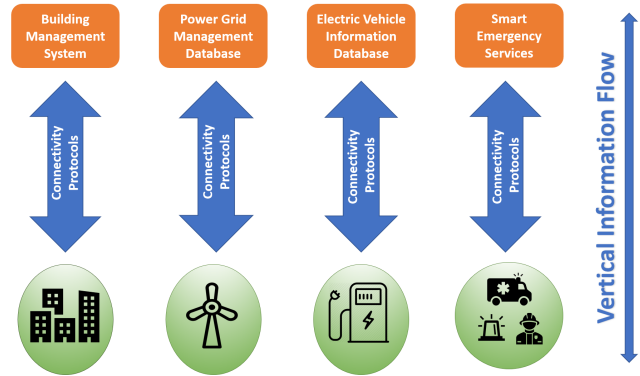 Building
Management
System
Power Grid
Management
Database
Electric Vehicle
Information
Database
Smart
Emergency
Services
Connectivity
Protocols
Connectivity
Protocols
Connectivity
Protocols
Connectivity
Protocols
Vertical Information Flow